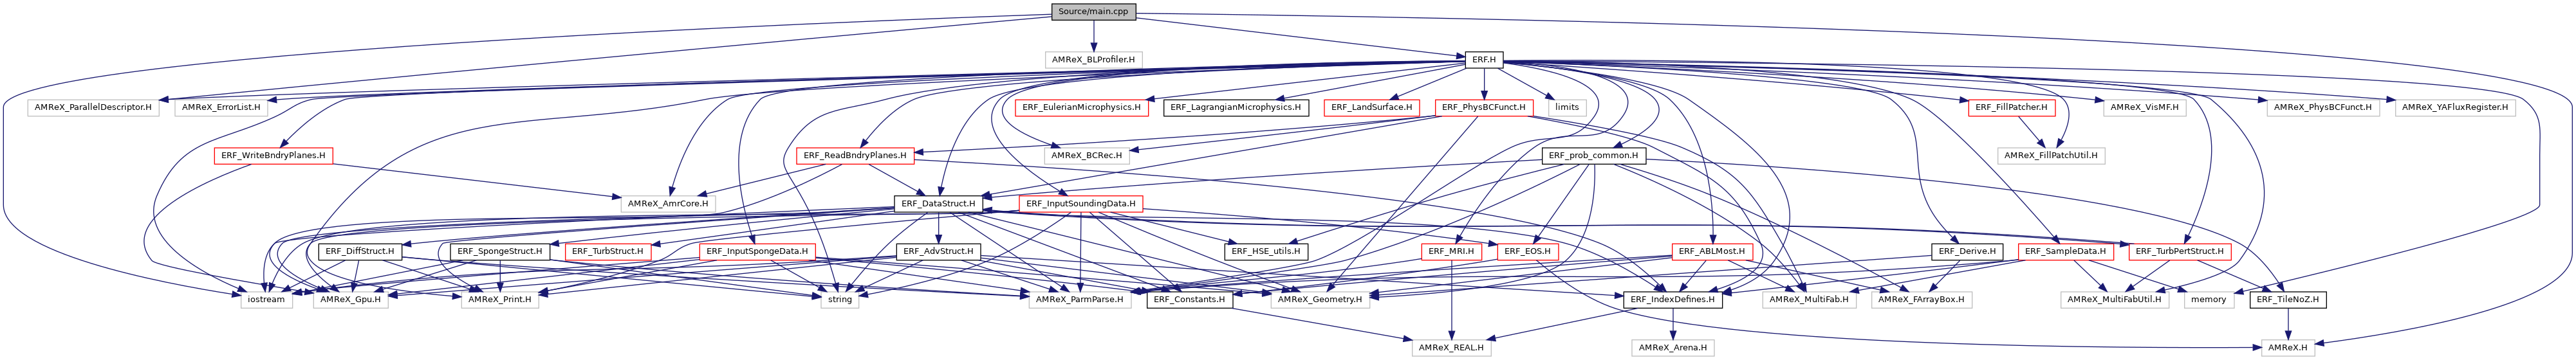 Source/main.cpp
AMReX_BLProfiler.H
ERF.H
AMReX_ParallelDescriptor.H
AMReX_ErrorList.H
ERF_EulerianMicrophysics.H
ERF_LagrangianMicrophysics.H
ERF_LandSurface.H
ERF_PhysBCFunct.H
limits
ERF_FillPatcher.H
AMReX_VisMF.H
AMReX_PhysBCFunct.H
AMReX_YAFluxRegister.H
ERF_WriteBndryPlanes.H
ERF_ReadBndryPlanes.H
AMReX_BCRec.H
ERF_prob_common.H
AMReX_FillPatchUtil.H
AMReX_AmrCore.H
ERF_DataStruct.H
ERF_InputSoundingData.H
ERF_DiffStruct.H
ERF_SpongeStruct.H
ERF_TurbStruct.H
ERF_InputSpongeData.H
ERF_AdvStruct.H
ERF_HSE_utils.H
ERF_MRI.H
ERF_EOS.H
ERF_ABLMost.H
ERF_Derive.H
ERF_SampleData.H
ERF_TurbPertStruct.H
iostream
AMReX_Gpu.H
AMReX_Print.H
string
AMReX_ParmParse.H
ERF_Constants.H
AMReX_Geometry.H
ERF_IndexDefines.H
AMReX_MultiFab.H
AMReX_FArrayBox.H
AMReX_MultiFabUtil.H
memory
ERF_TileNoZ.H
AMReX_REAL.H
AMReX_Arena.H
AMReX.H